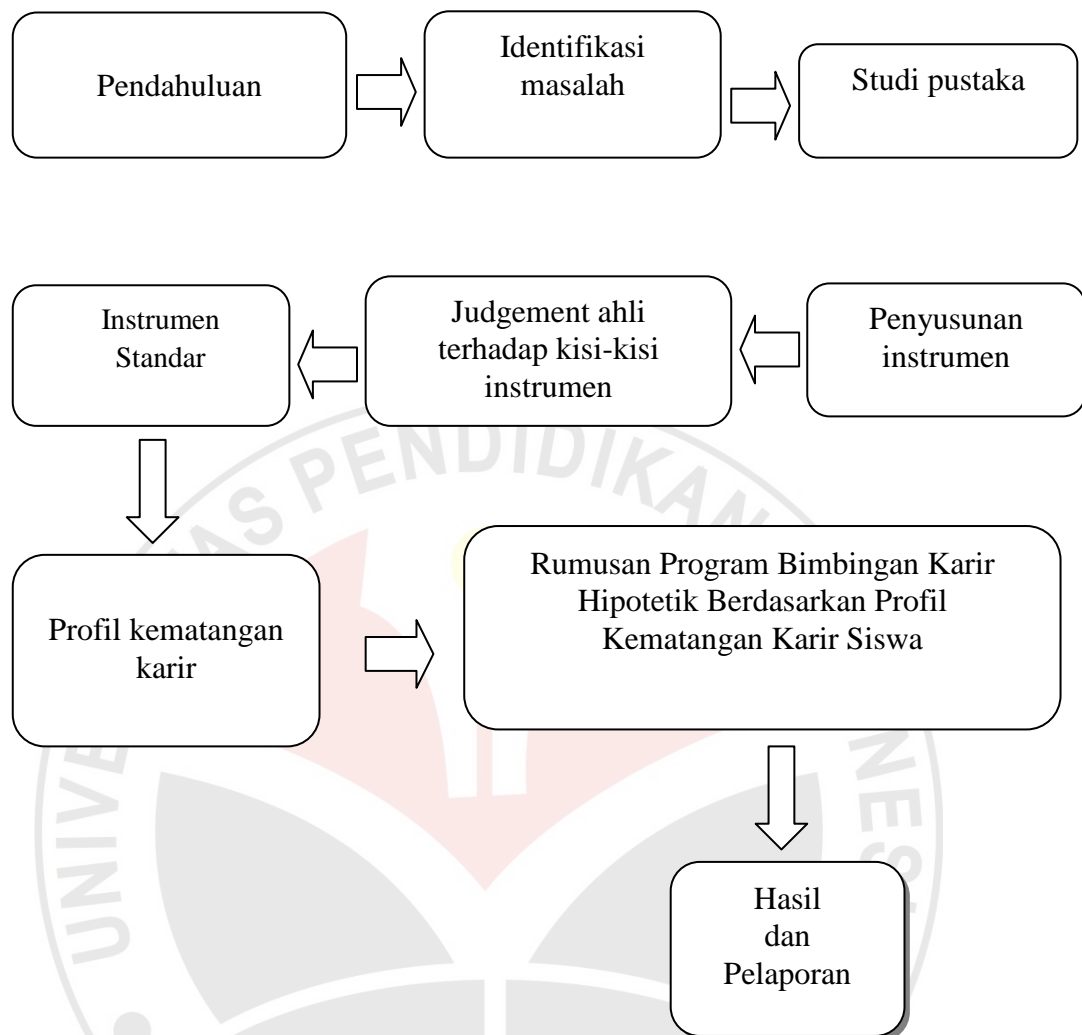 Pendahuluan
Identifikasi
masalah
Studi pustaka
Penyusunan
instrumen
Judgement ahli
terhadap kisi-kisi
instrumen
Instrumen
Standar
Profil kematangan
karir
Rumusan Program Bimbingan Karir
Hipotetik Berdasarkan Profil
Kematangan Karir Siswa
Hasil
dan
Pelaporan
PENDIDIKAN